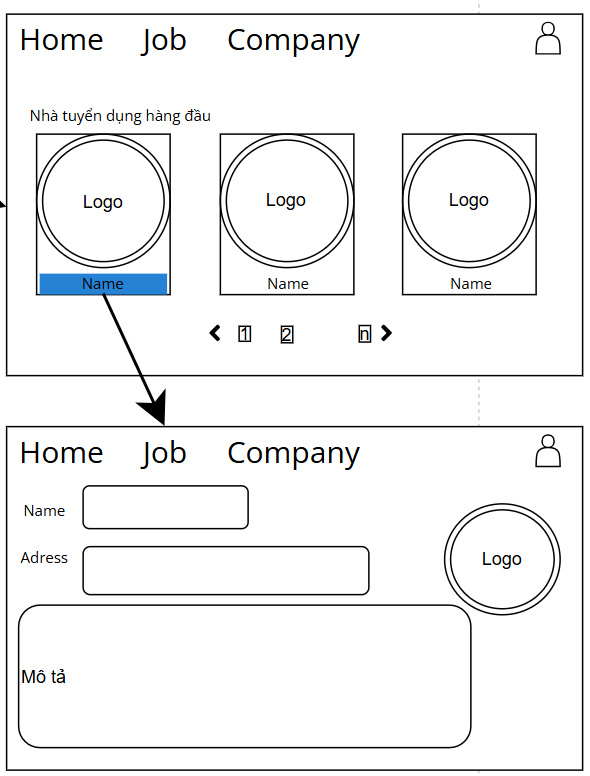 Home Job Company
Nhà tuyển dụng hàng đầu
Logo Logo Logo
Name Name Name
1 2 n
Home Job Company
Name
Logo
Adress
Mô tả